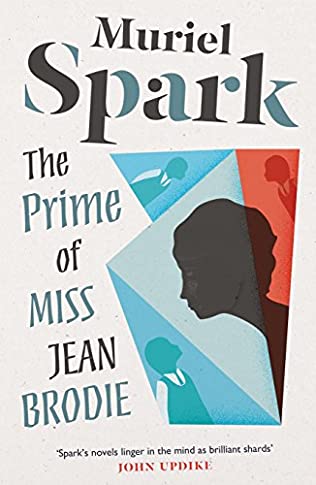 Muriel
Spark
The
Prime
of
MISS
JEAN
BRODIE
‘Spark's novels linger in the mind as brilliant shards’
JOHN UPDIKE